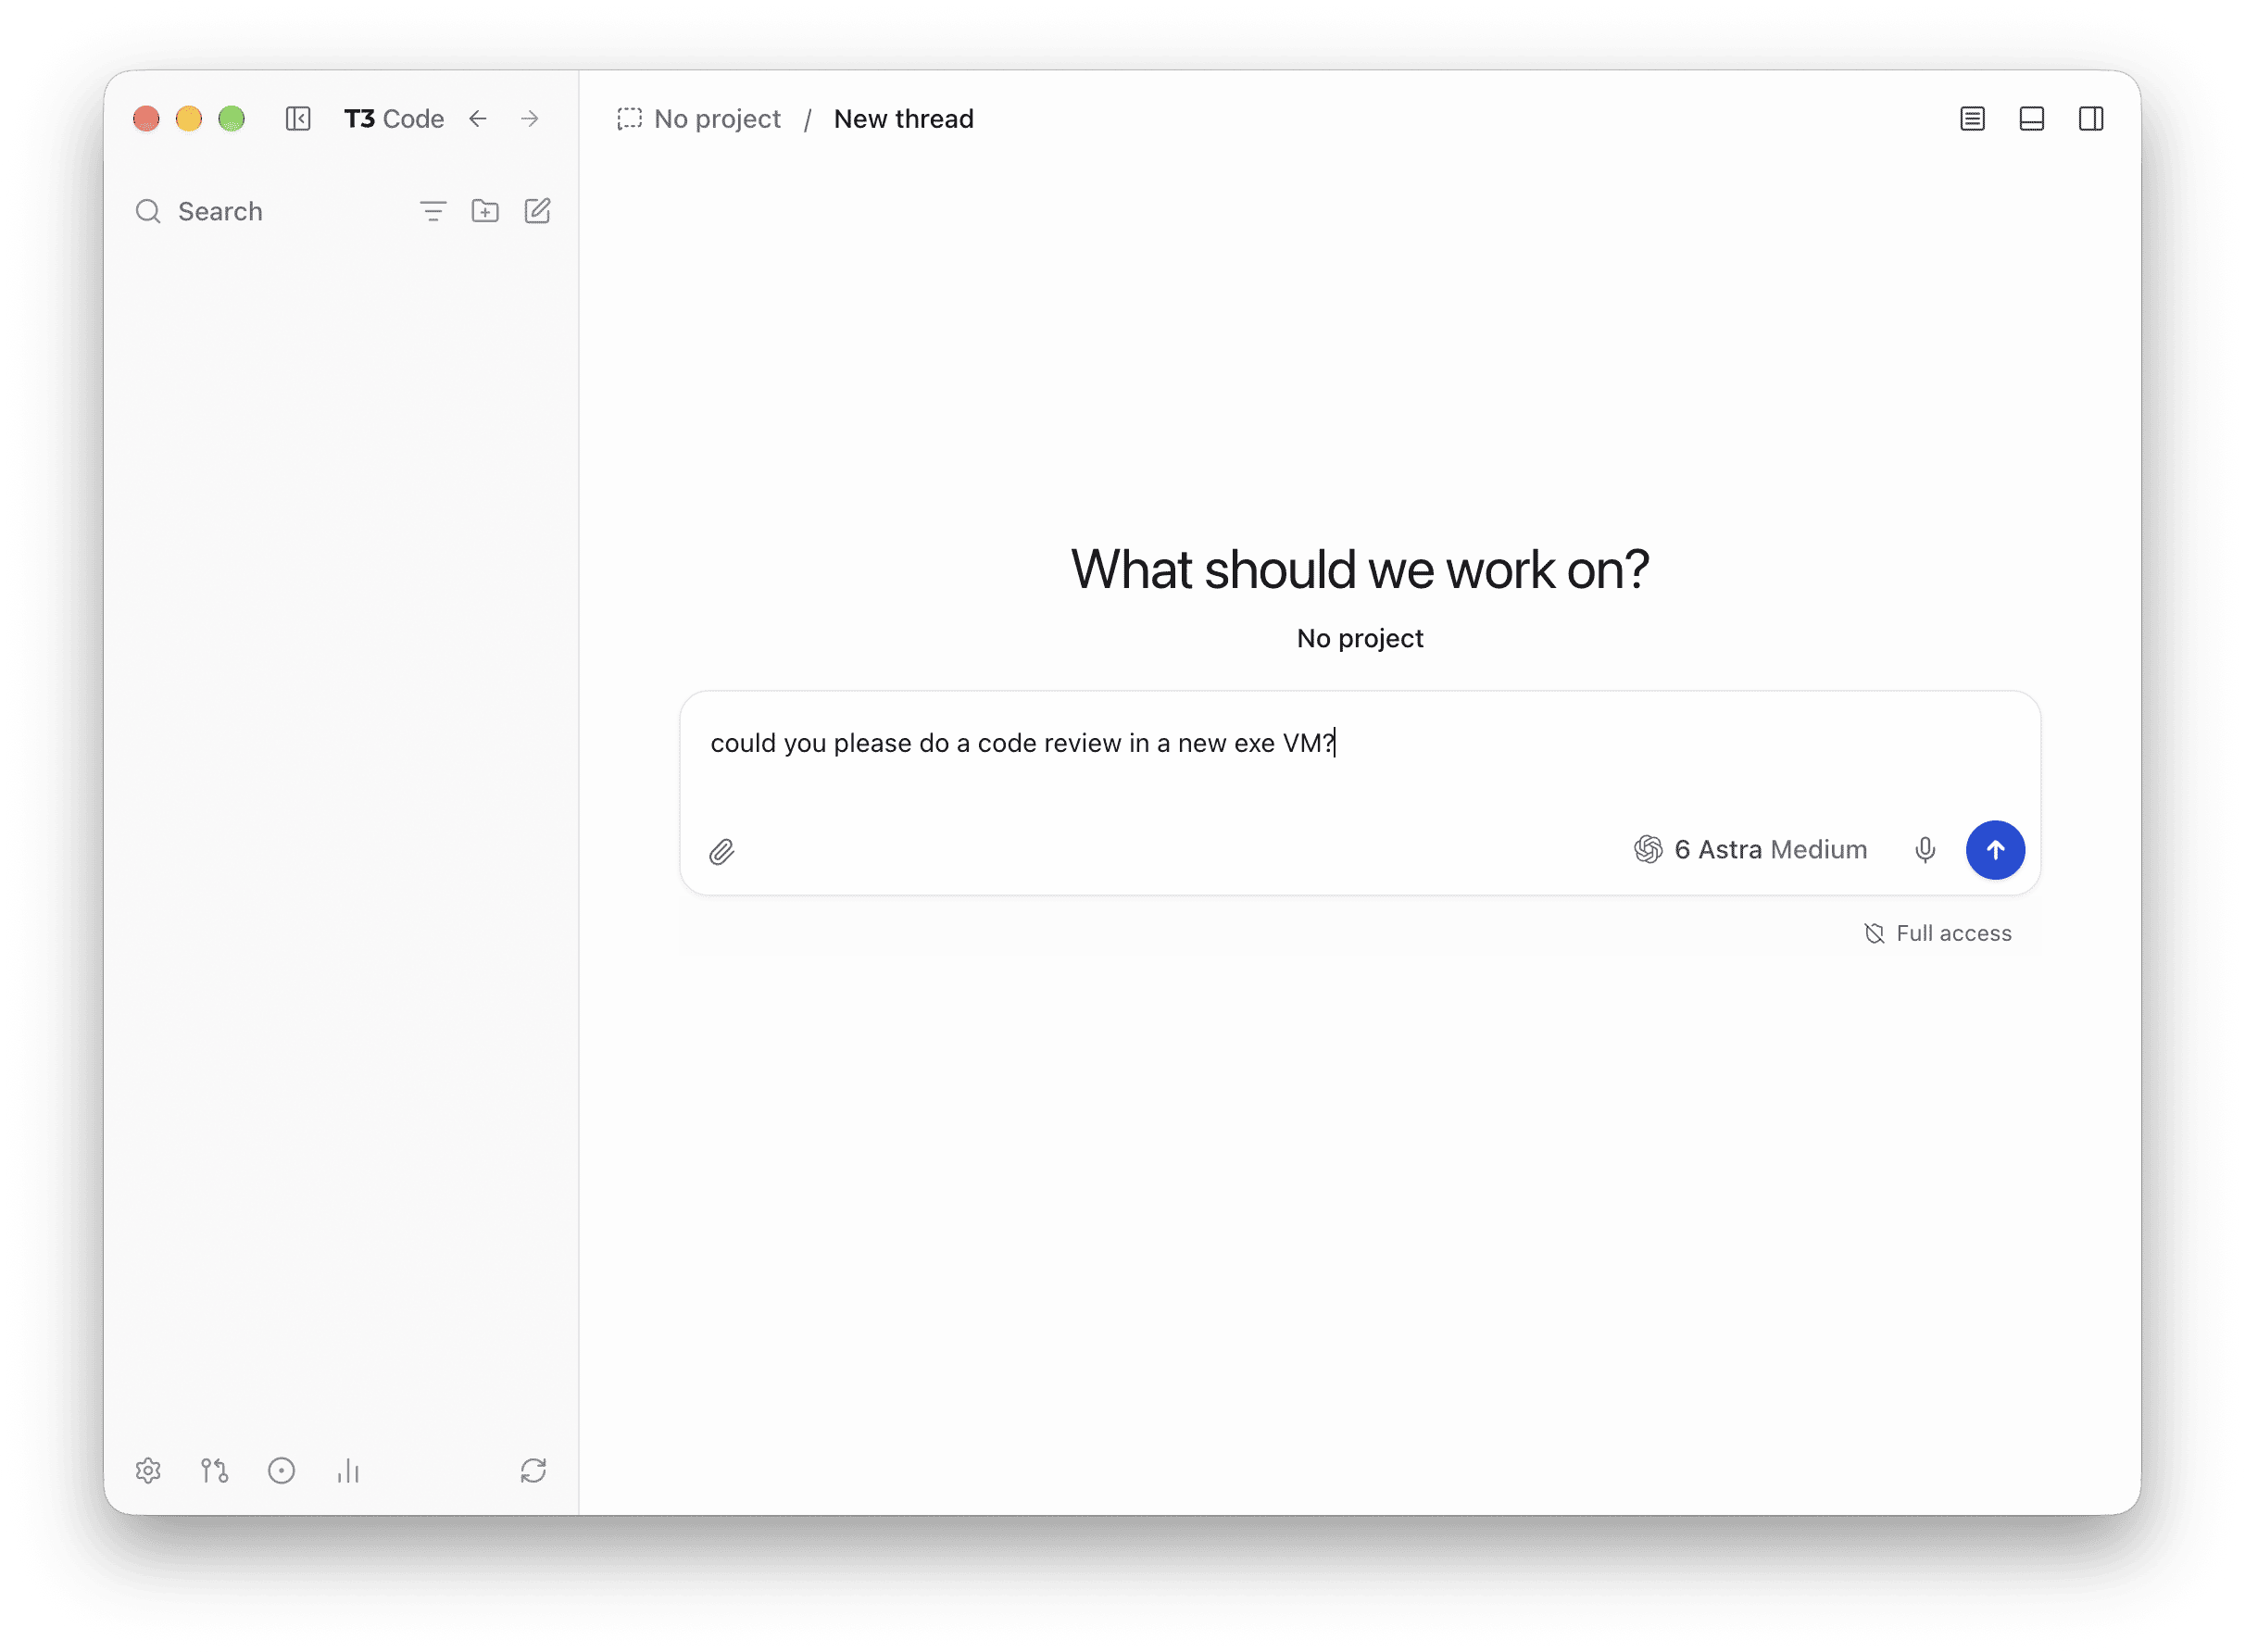 T3 Code
No project / New thread
Search
What should we work on?
No project
could you please do a code review in a new exe VM?
6 Astra Medium
Full access